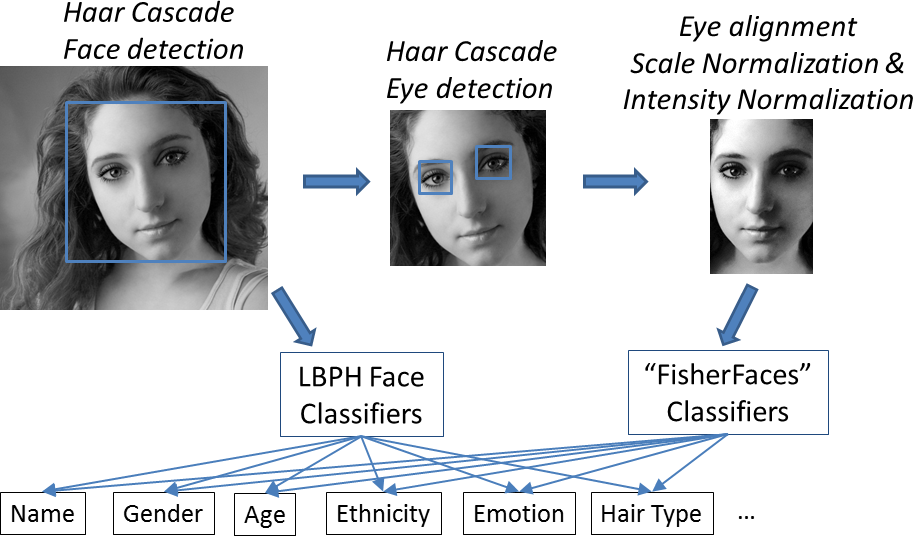 Haar Cascade
Face detection
Haar Cascade
Eye detection
Eye alignment
Scale Normalization &
Intensity Normalization
LBPH Face
Classifiers
“FisherFaces”
Classifiers
Name
Gender
Age
Ethnicity
Emotion
Hair Type
...